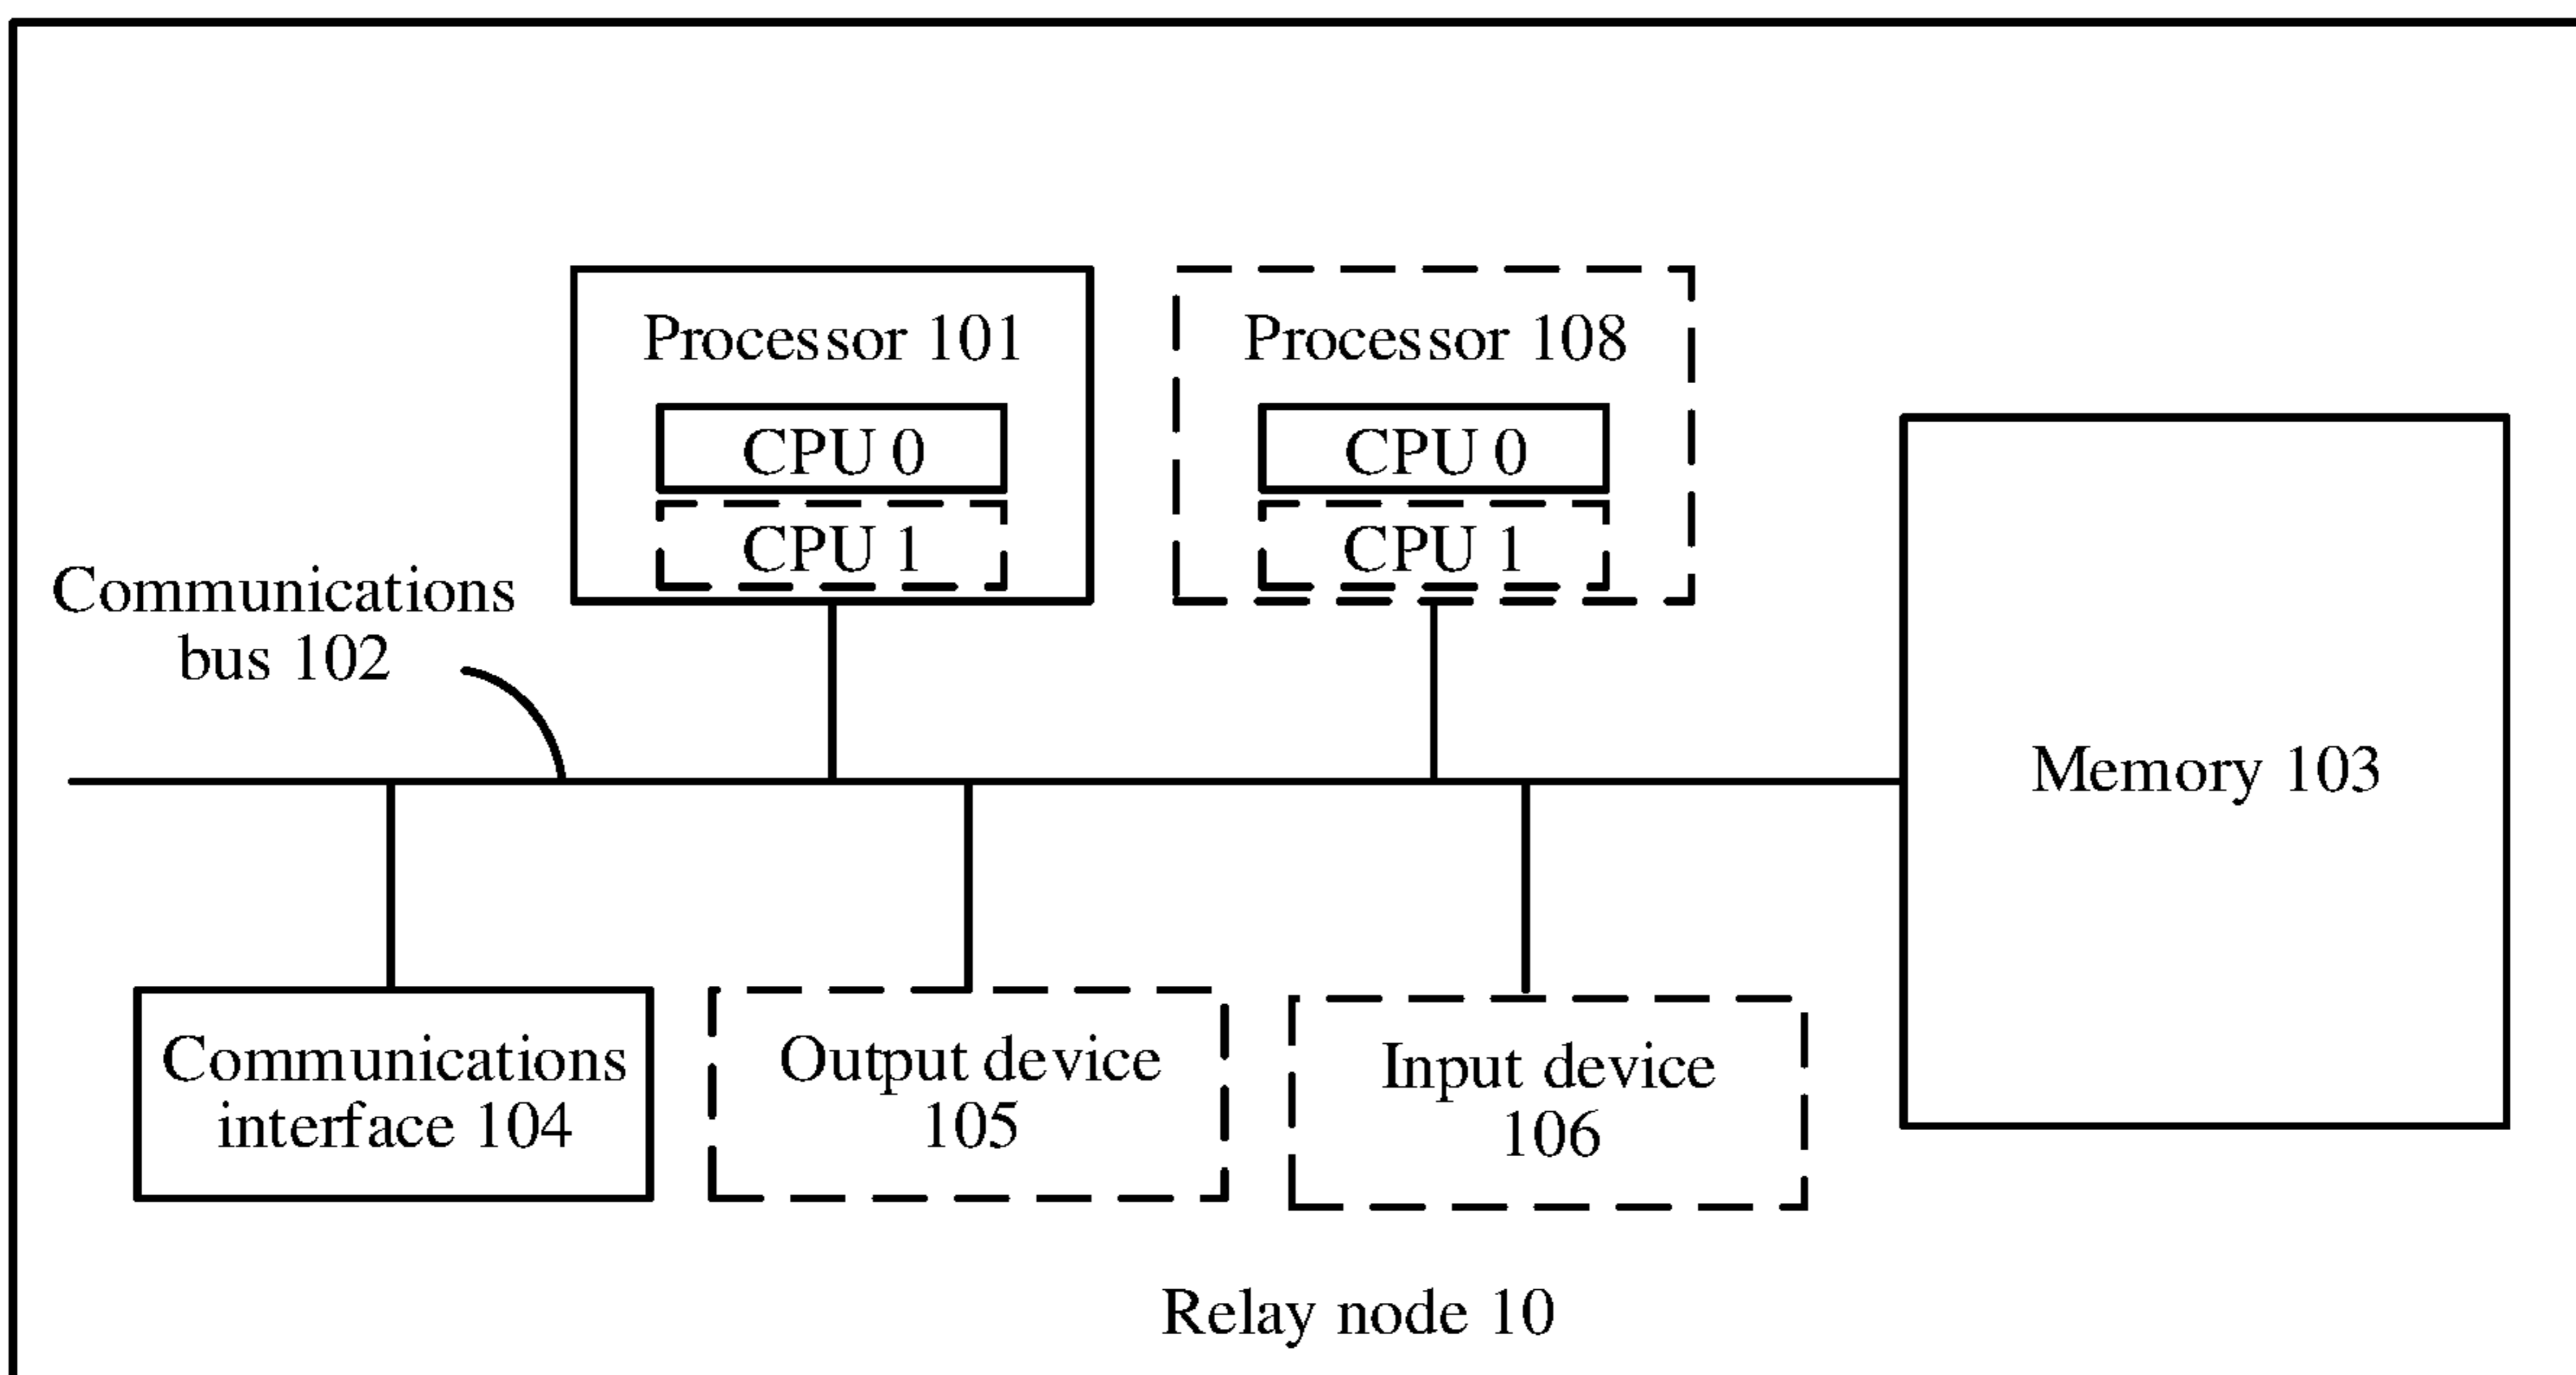 Processor 101
CPU 0
CPU 1
Processor 108
CPU 0
CPU 1
Communications
bus 102
Memory 103
Communications
interface 104
Output device
105
Input device
106
Relay node 10